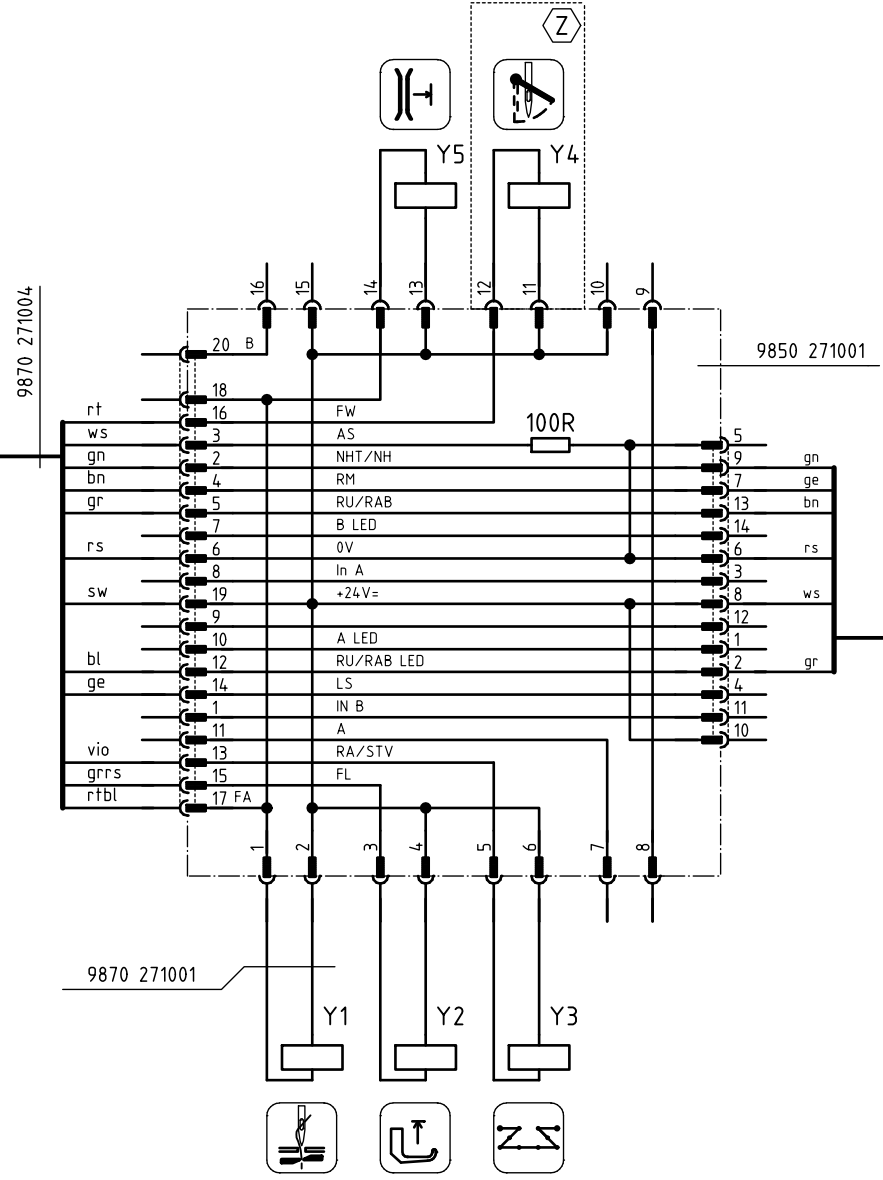 Z
Y5 Y4
16 15 14 13 12 11 10 9
9870 271004
20 B
9850 271001
18
rt 16 FW
100R
ws 3 AS 5
gn 2 NHT/NH 9 gn
bn 4 RM 7 ge
gr 5 RU/RAB 13 bn
7 B LED 14
rs 6 0V 6 rs
8 In A 3
sw 19 +24V= 8 ws
9 12
10 A LED 1
bl 12 RU/RAB LED 2 gr
ge 14 LS 4
1 IN B 11
11 A 10
vio 13 RA/STV
grrs 15 FL
rtbl 17 FA
1 2 3 4 5 6 7 8
9870 271001
Y1 Y2 Y3